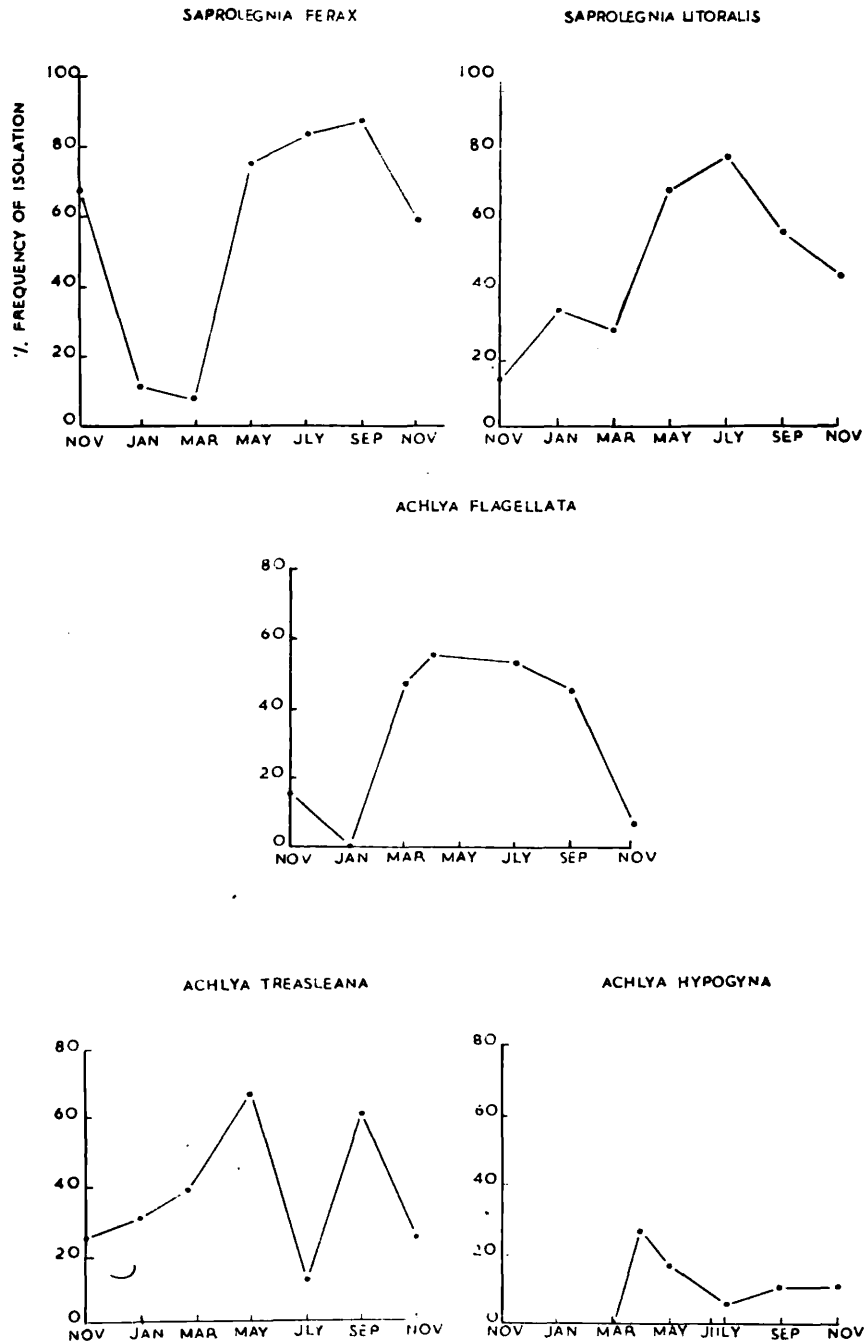 SAPROLEGNIA FERAX
SAPROLEGNIA LITORALIS
% FREQUENCY OF ISOLATION
100
80
60
40
20
0
NOV JAN MAR MAY JLY SEP NOV
100
80
60
40
20
0
NOV JAN MAR MAY JLY SEP NOV
ACHLYA FLAGELLATA
80
60
40
20
0
NOV JAN MAR MAY JLY SEP NOV
ACHLYA TREASLEANA
ACHLYA HYPOGYNA
80
60
40
20
0
NOV JAN MAR MAY JLY SEP NOV
80
60
40
20
0
NOV JAN MAR MAY JULY SEP NOV